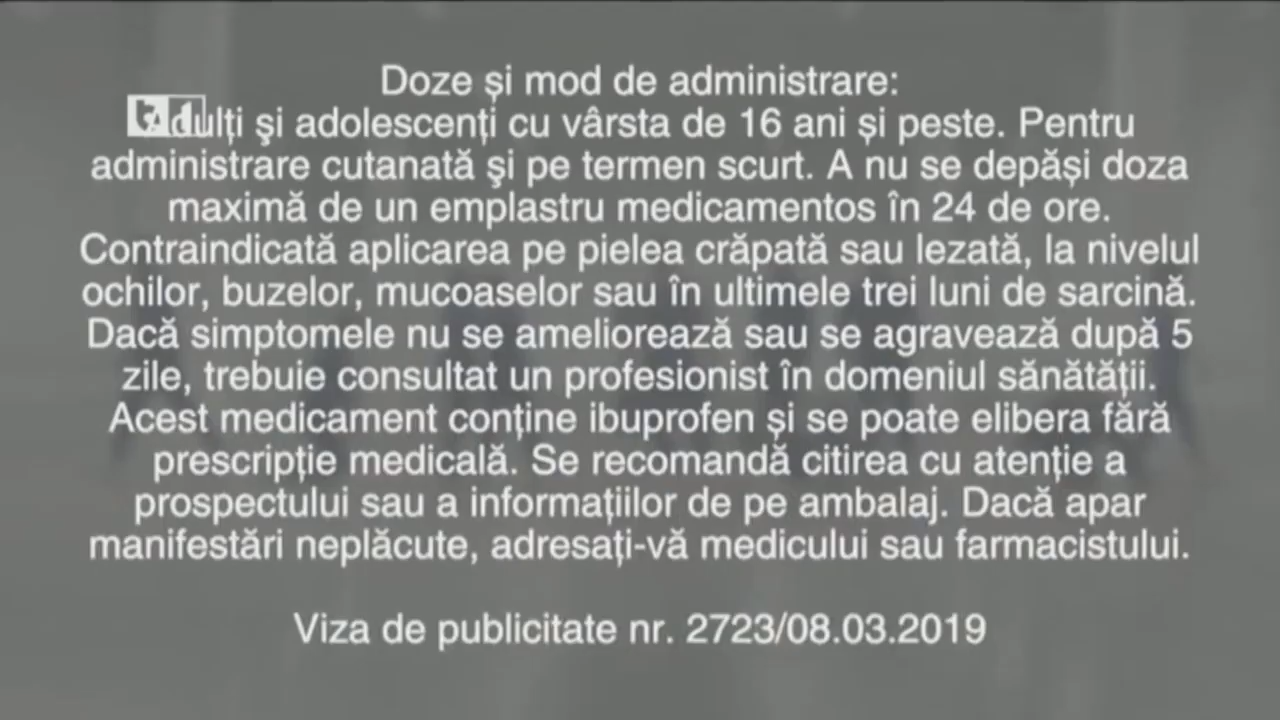 Doze și mod de administrare:
Adulți şi adolescenți cu vârsta de 16 ani și peste. Pentru
administrare cutanată şi pe termen scurt. A nu se depăși doza
maximă de un emplastru medicamentos în 24 de ore.
Contraindicată aplicarea pe pielea crăpată sau lezată, la nivelul
ochilor, buzelor, mucoaselor sau în ultimele trei luni de sarcină.
Dacă simptomele nu se ameliorează sau se agravează după 5
zile, trebuie consultat un profesionist în domeniul sănătății.
Acest medicament conține ibuprofen și se poate elibera fără
prescripție medicală. Se recomandă citirea cu atenție a
prospectului sau a informațiilor de pe ambalaj. Dacă apar
manifestări neplăcute, adresați-vă medicului sau farmacistului.
Viza de publicitate nr. 2723/08.03.2019